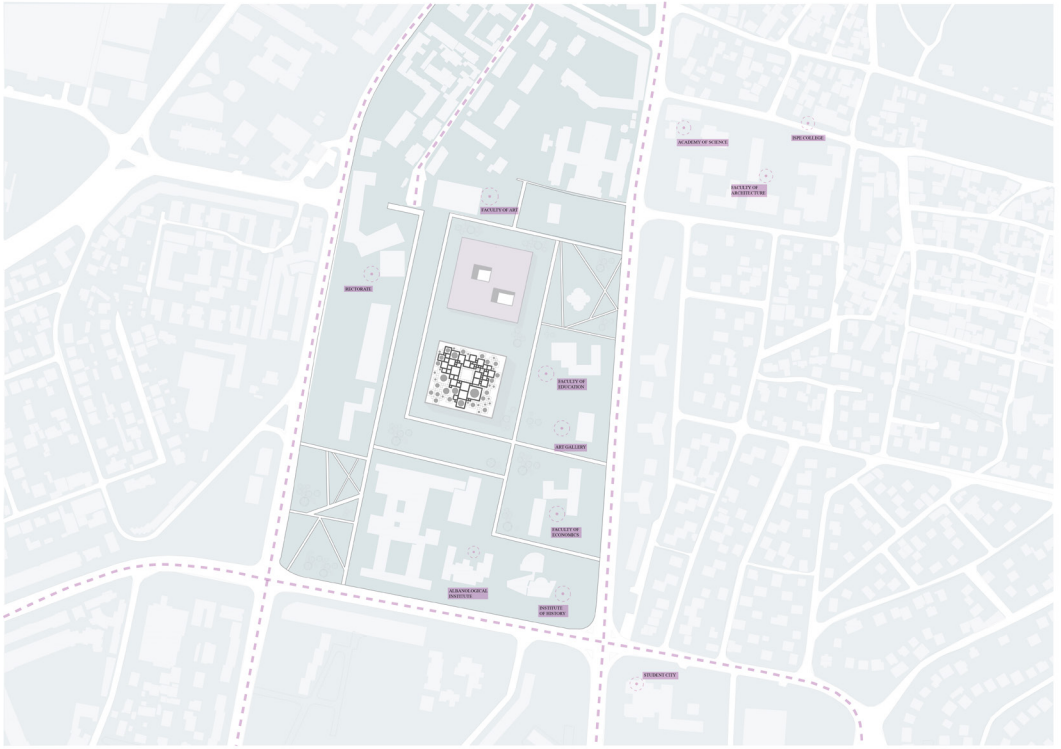 ACADEMY OF SCIENCE
ISPE COLLEGE
FACULTY OF
ARCHITECTURE
FACULTY OF ART
RECTORATE
FACULTY OF
EDUCATION
ART GALLERY
FACULTY OF
ECONOMICS
ALBANOLOGICAL
INSTITUTE
INSTITUTE
OF HISTORY
STUDENT CITY